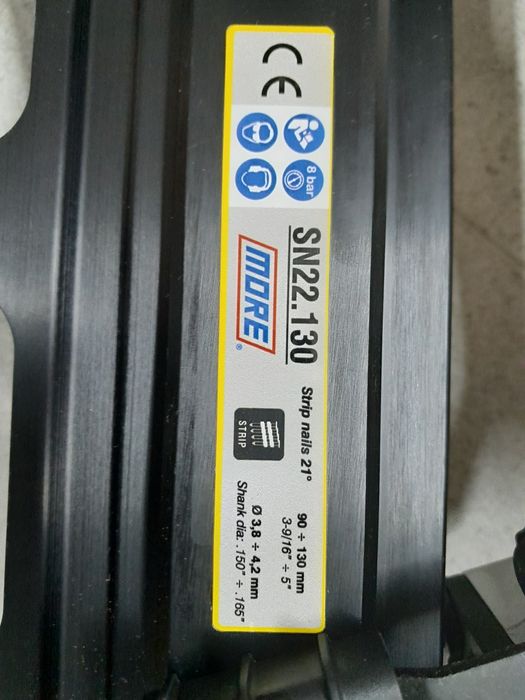 CE
8 bar
SN22.130
MORE®
Strip nails 21°
STRIP
90 ÷ 130 mm
3-9/16" ÷ 5"
Ø 3,8 ÷ 4,2 mm
Shank dia: .150" ÷ .165"